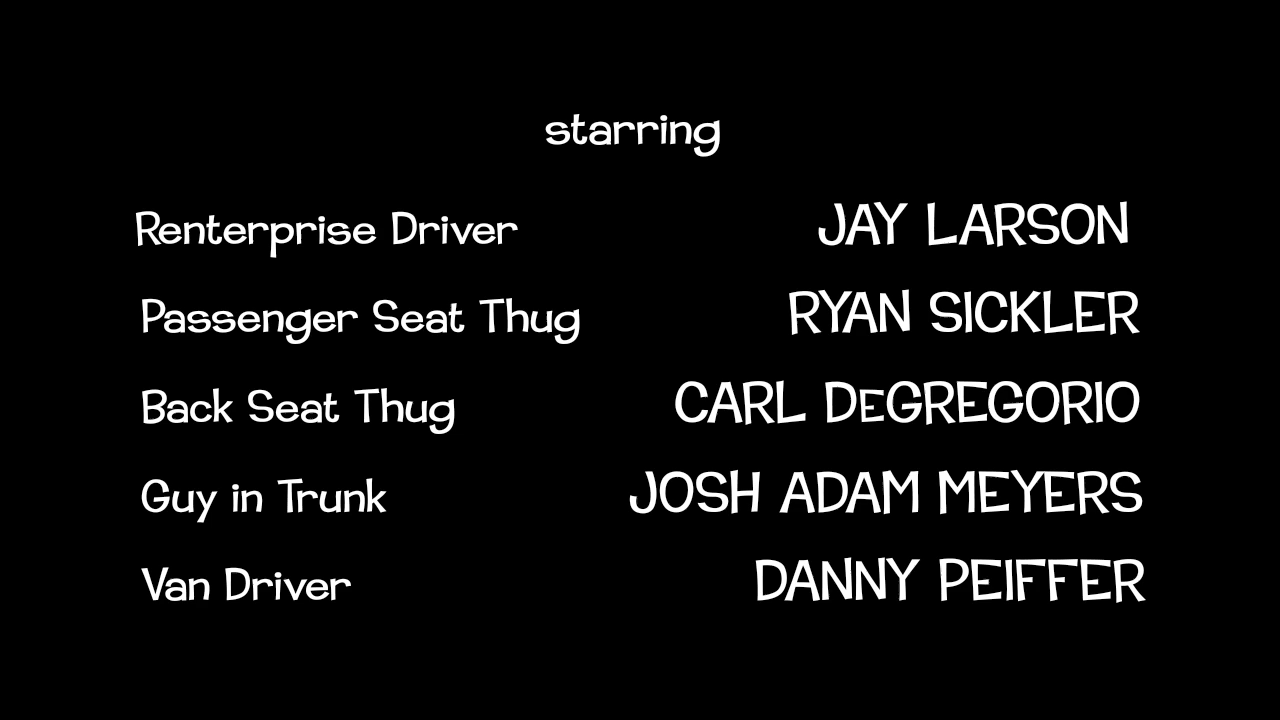 starring
Renterprise Driver JAY LARSON
Passenger Seat Thug RYAN SICKLER
Back Seat Thug CARL DeGREGORIO
Guy in Trunk JOSH ADAM MEYERS
Van Driver DANNY PEIFFER